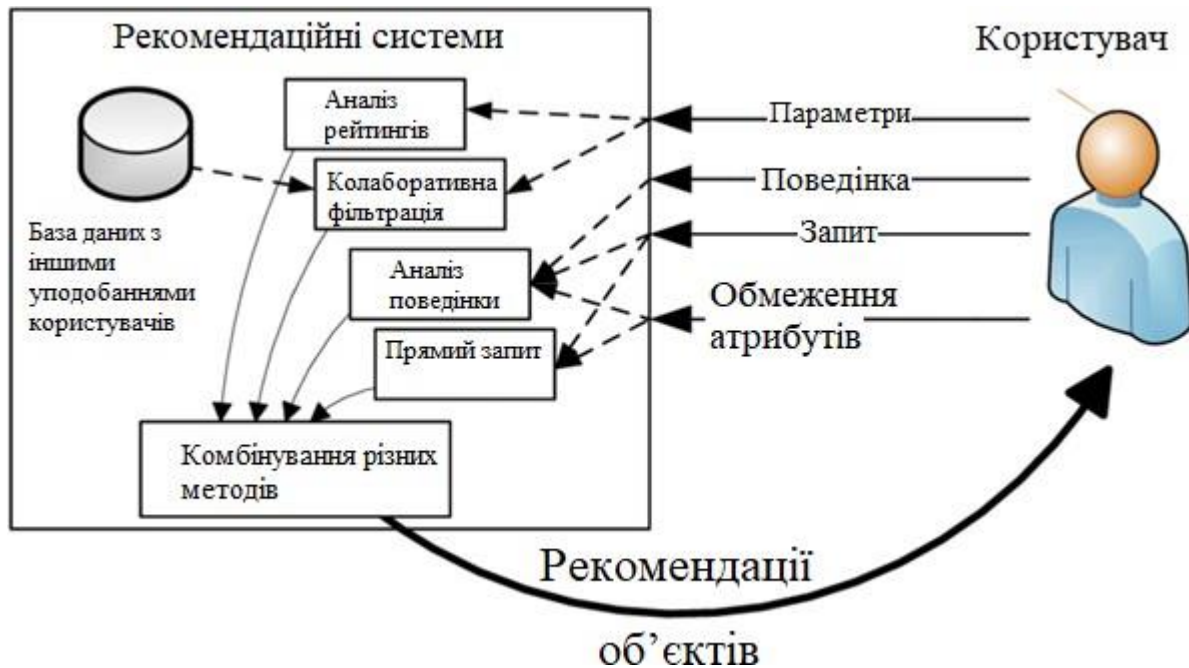 Рекомендаційні системи
Користувач
Аналіз
рейтингів
Параметри
Колаборативна
фільтрація
Поведінка
База даних з
іншими
уподобаннями
користувачів
Запит
Аналіз
поведінки
Обмеження
атрибутів
Прямий запит
Комбінування різних
методів
Рекомендації
об’єктів